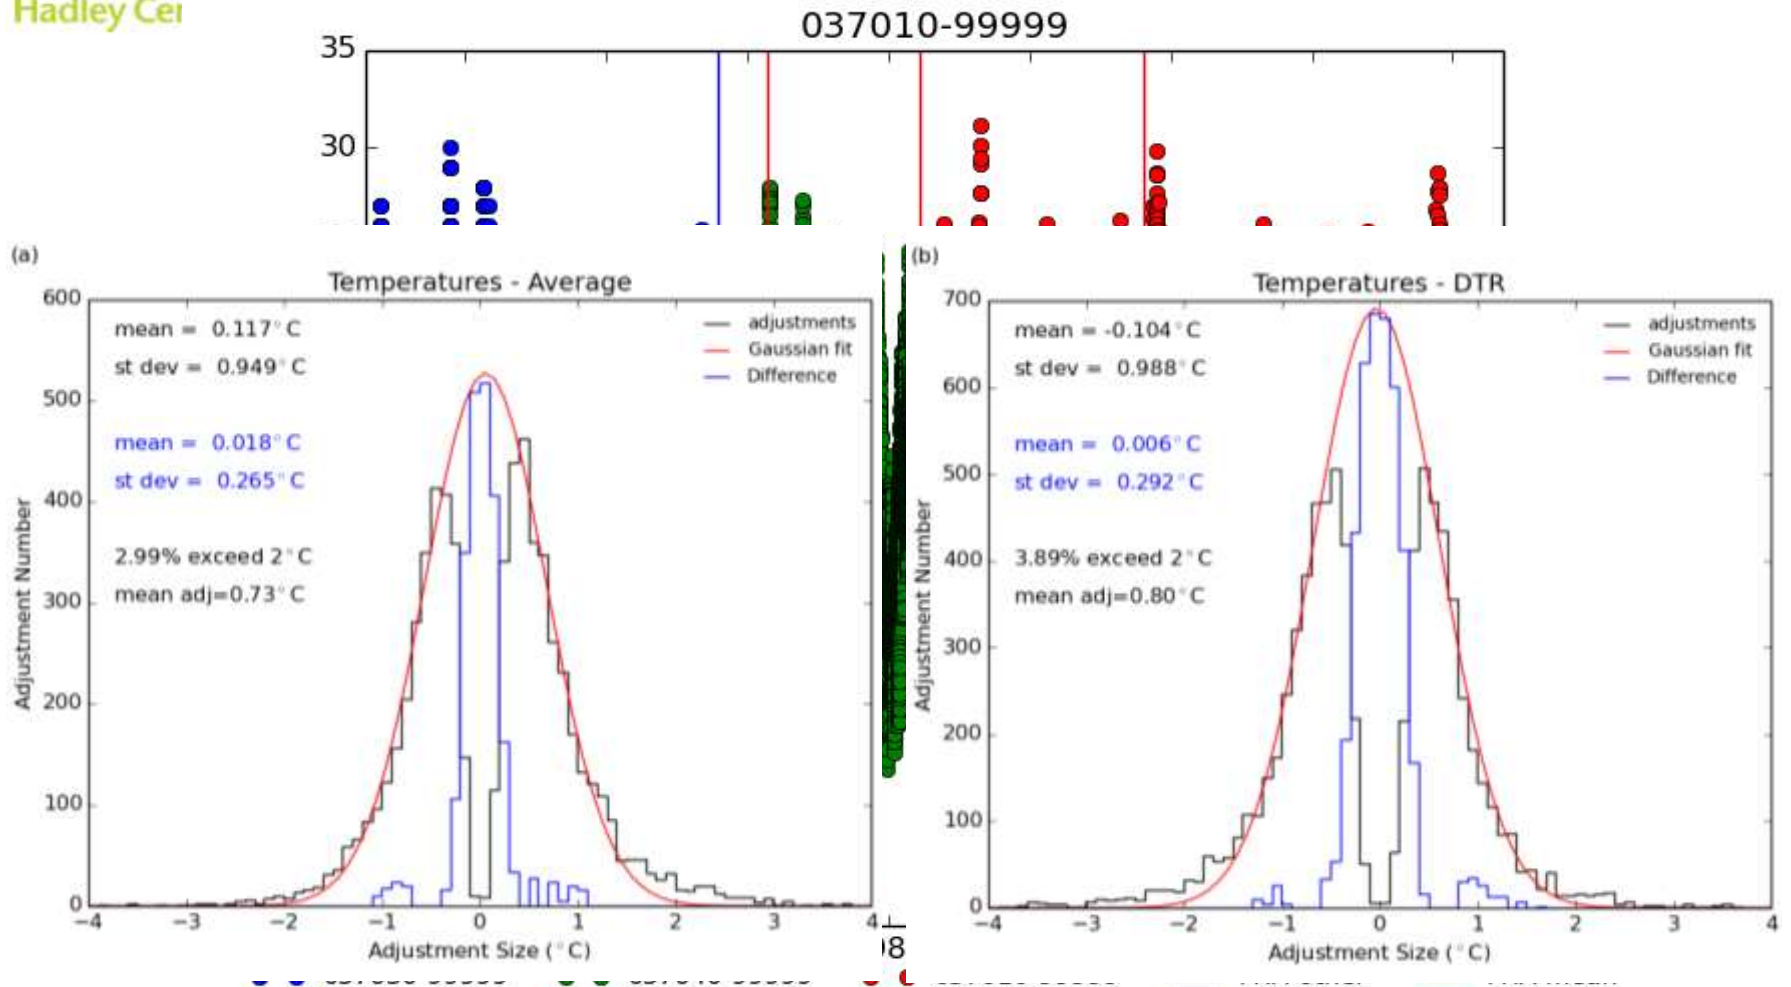 Hadley Cen
037010-99999
35
30
(a)
Temperatures - Average
600
500
400
300
200
100
0
mean = 0.117°C
st dev = 0.949°C
mean = 0.018°C
st dev = 0.265°C
2.99% exceed 2°C
mean adj=0.73°C
adjustments
Gaussian fit
Difference
Adjustment Number
−4 −3 −2 −1 0 1 2 3 4
Adjustment Size (°C)
(b)
Temperatures - DTR
700
600
500
400
300
200
100
0
mean = -0.104°C
st dev = 0.988°C
mean = 0.006°C
st dev = 0.292°C
3.89% exceed 2°C
mean adj=0.80°C
adjustments
Gaussian fit
Difference
Adjustment Number
−4 −3 −2 −1 0 1 2 3 4
Adjustment Size (°C)